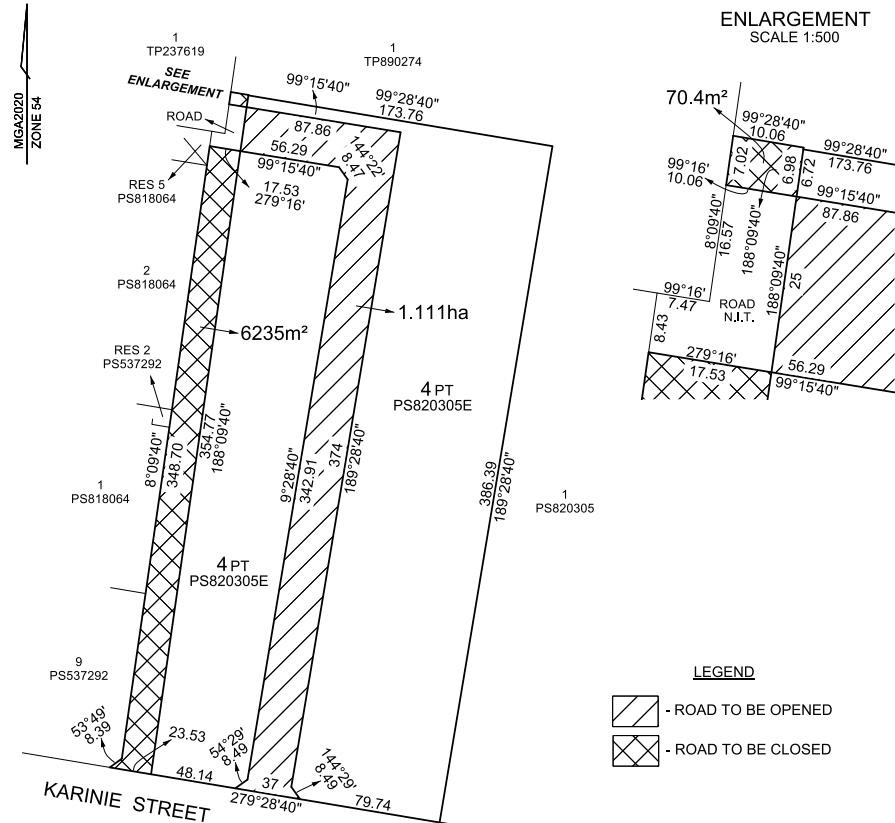 MGA2020
ZONE 54
1
TP237619
SEE
ENLARGEMENT
ROAD
1
TP890274
99°15'40"
99°28'40"
173.76
87.86
56.29
99°15'40"
144°22'
8.47
17.53
279°16'
RES 5
PS818064
2
PS818064
6235m²
1.111ha
RES 2
PS537292
4 PT
PS820305E
8°09'40"
348.70
354.77
188°09'40"
9°28'40"
342.91
374
189°28'40"
386.39
189°28'40"
1
PS818064
1
PS820305
4 PT
PS820305E
9
PS537292
53°49'
8.39
23.53
54°29'
8.49
144°29'
8.49
48.14
37
279°28'40"
79.74
KARINIE STREET
ENLARGEMENT
SCALE 1:500
70.4m²
99°28'40"
10.06
99°28'40"
173.76
7.02
6.98
6.72
99°16'
10.06
99°15'40"
87.86
8°09'40"
16.57
188°09'40"
188°09'40"
25
99°16'
7.47
ROAD
N.I.T.
8.43
279°16'
17.53
56.29
99°15'40"
LEGEND
- ROAD TO BE OPENED
- ROAD TO BE CLOSED